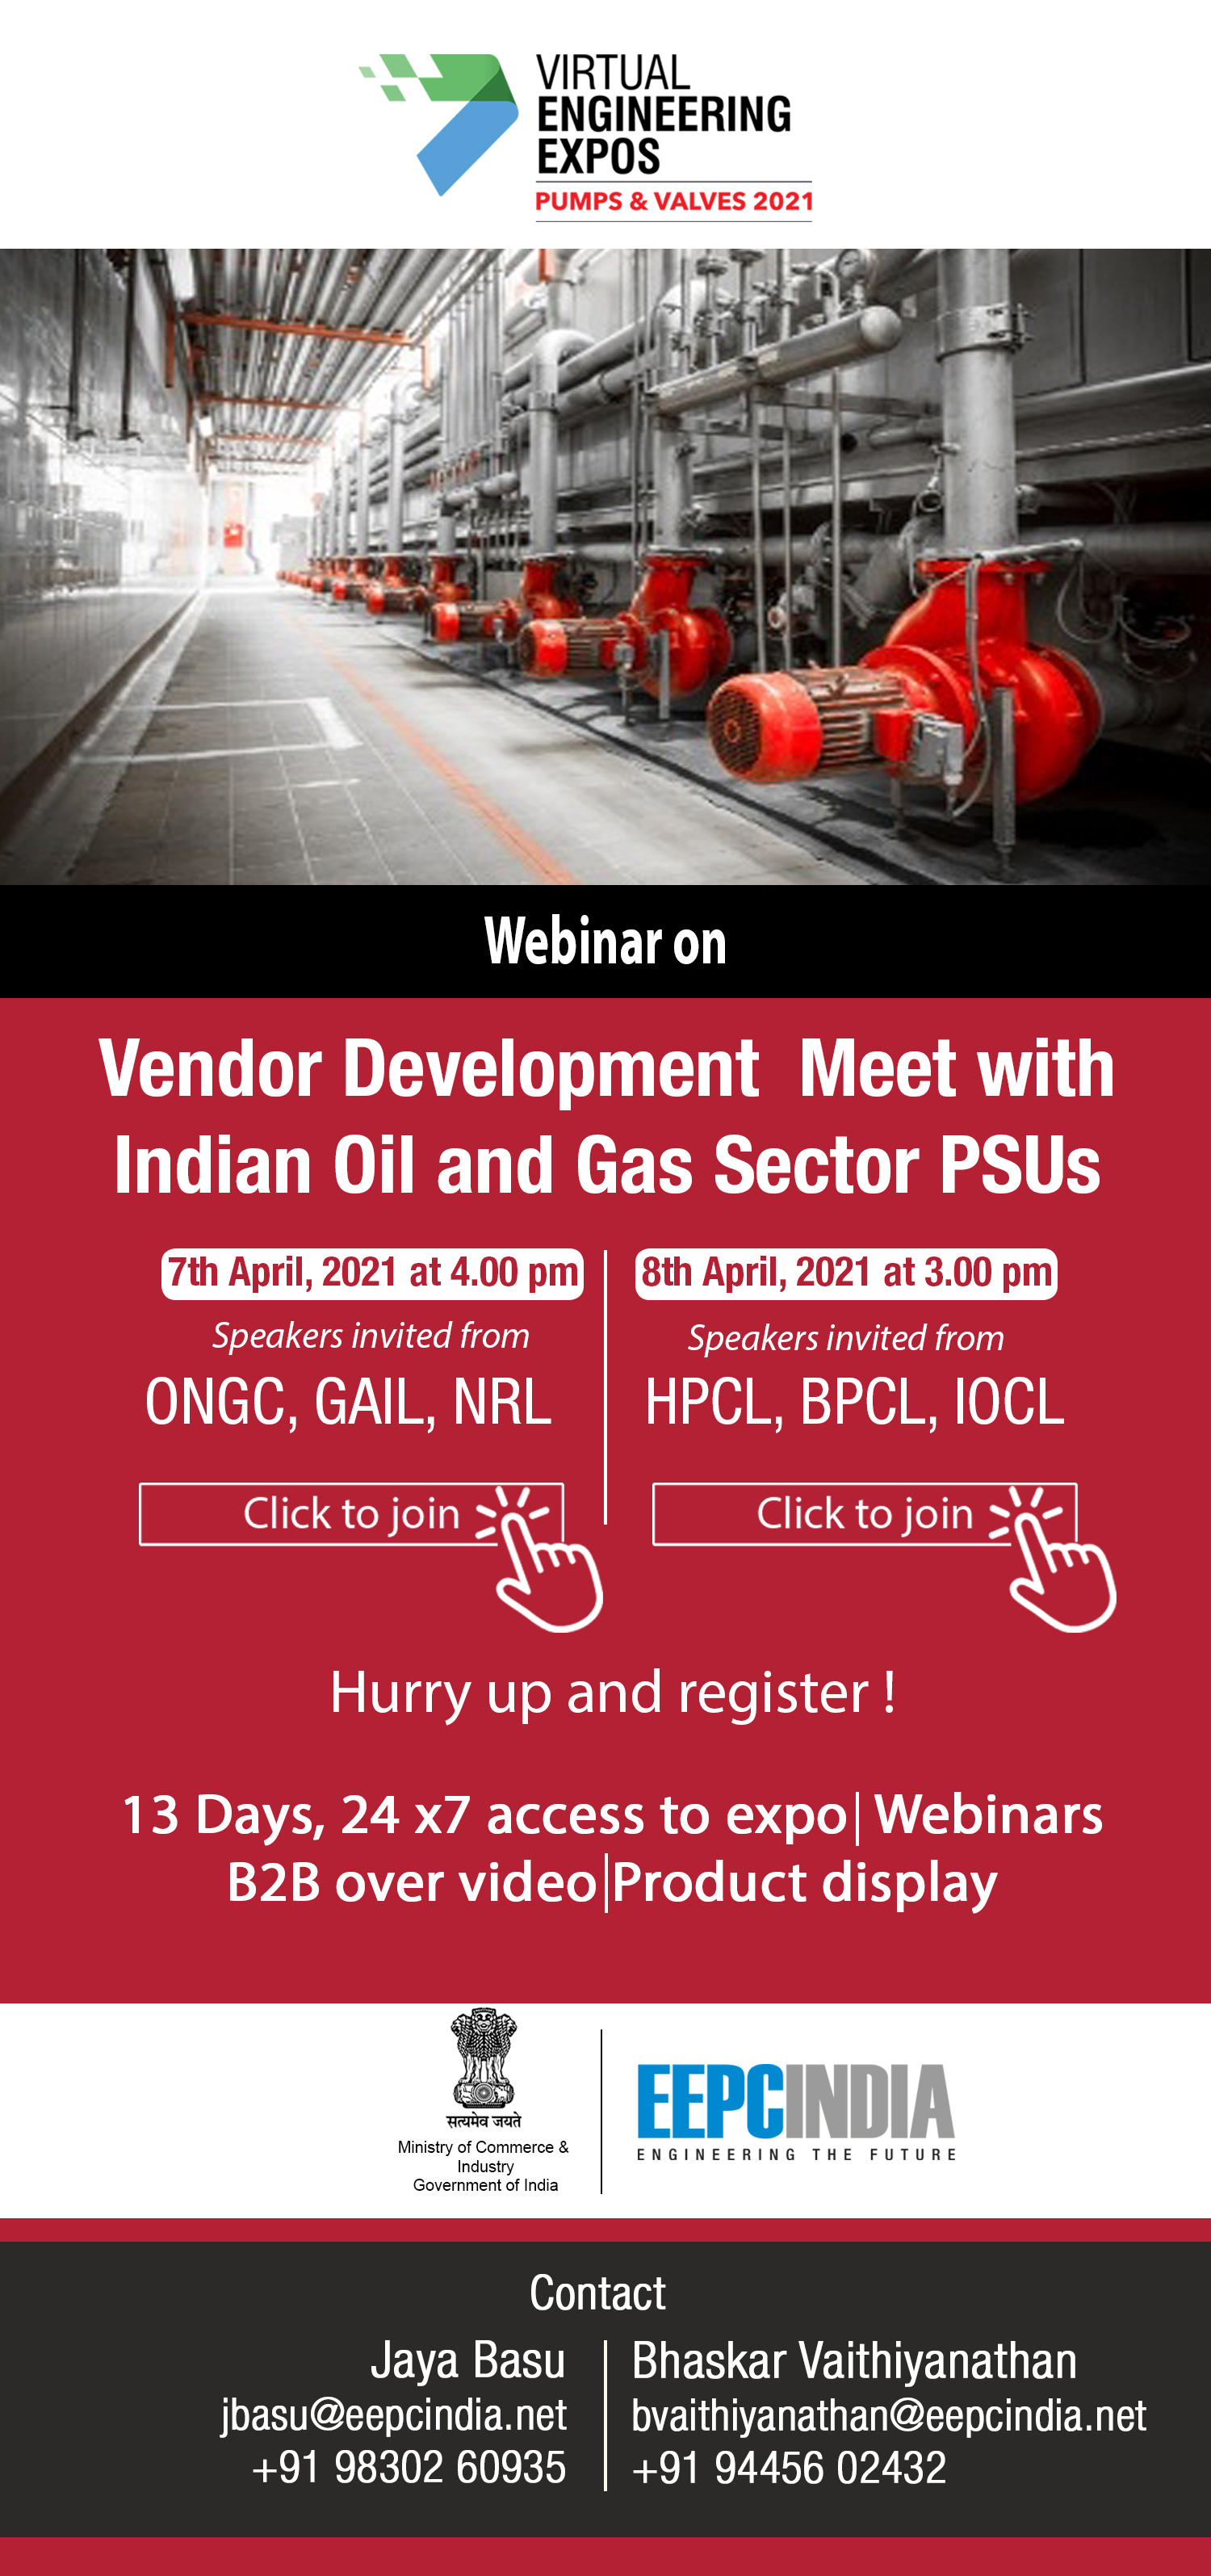 VIRTUAL
ENGINEERING
EXPOS
PUMPS & VALVES 2021
Webinar on
Vendor Development Meet with
Indian Oil and Gas Sector PSUs
7th April, 2021 at 4.00 pm
Speakers invited from
ONGC, GAIL, NRL
Click to join
8th April, 2021 at 3.00 pm
Speakers invited from
HPCL, BPCL, IOCL
Click to join
Hurry up and register !
13 Days, 24 x7 access to expo| Webinars
B2B over video|Product display
सत्यमेव जयते
Ministry of Commerce &
Industry
Government of India
EEPCINDIA
ENGINEERING THE FUTURE
Contact
Jaya Basu
jbasu@eepcindia.net
+91 98302 60935
Bhaskar Vaithiyanathan
bvaithiyanathan@eepcindia.net
+91 94456 02432